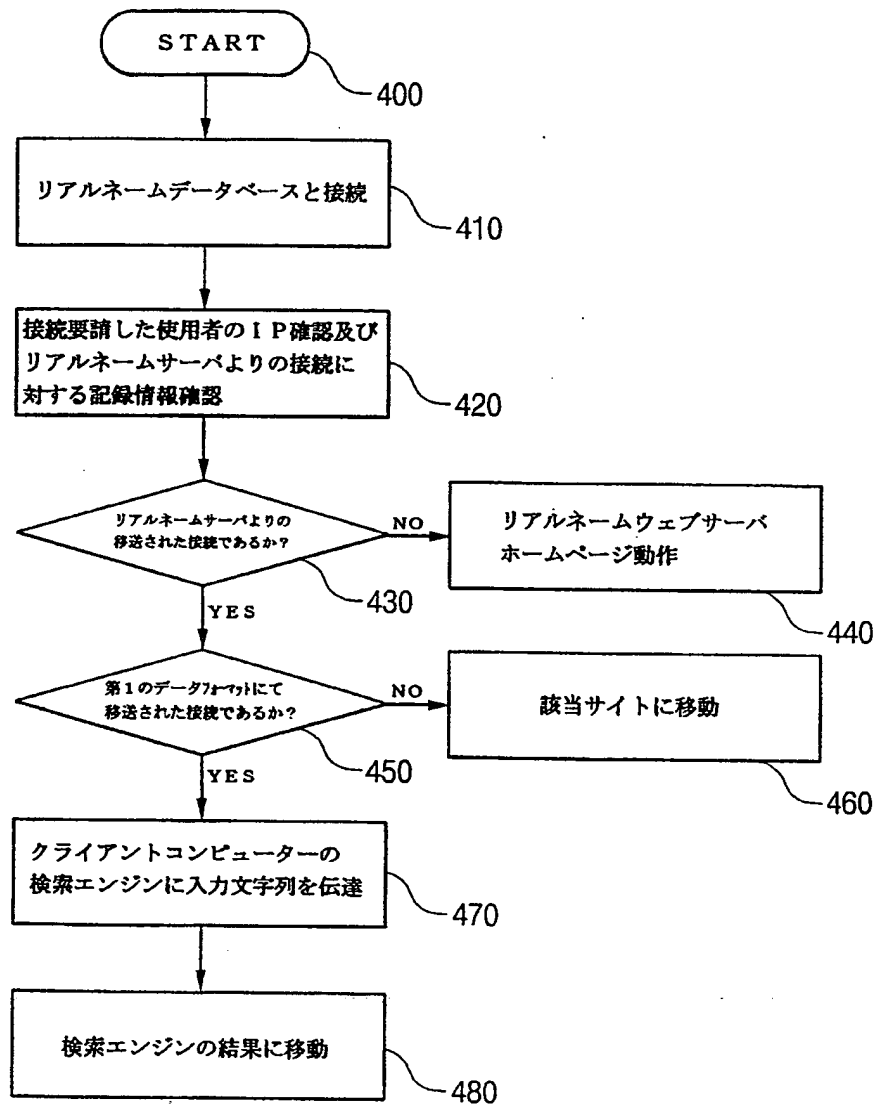 START
400
リアルネームデータベースと接続
410
接続要請した使用者のIP確認及び
リアルネームサーバよりの接続に
対する記録情報確認
420
リアルネームサーバよりの
移送された接続であるか?
NO
リアルネームウェブサーバ
ホームページ動作
430
YES
440
第1のデータフォーマットにて
移送された接続であるか?
NO
該当サイトに移動
450
YES
460
クライアントコンピューターの
検索エンジンに入力文字列を伝達
470
検索エンジンの結果に移動
480